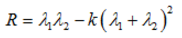 R = λ₁λ₂ − k(λ₁ + λ₂)²